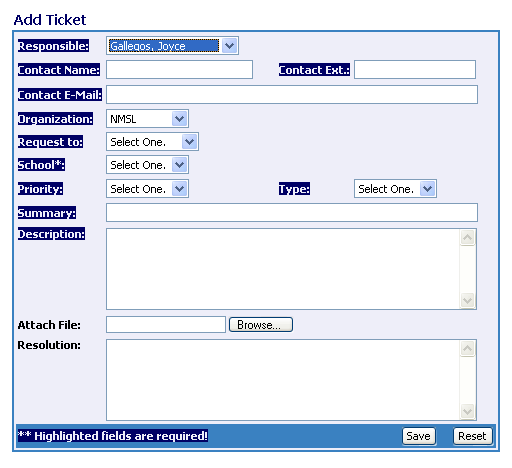 Add Ticket
Responsible: Gallegos, Joyce
Contact Name: Contact Ext.:
Contact E-Mail:
Organization: NMSL
Request to: Select One.
School*: Select One.
Priority: Select One. Type: Select One.
Summary:
Description:
Attach File: Browse...
Resolution:
** Highlighted fields are required! Save Reset